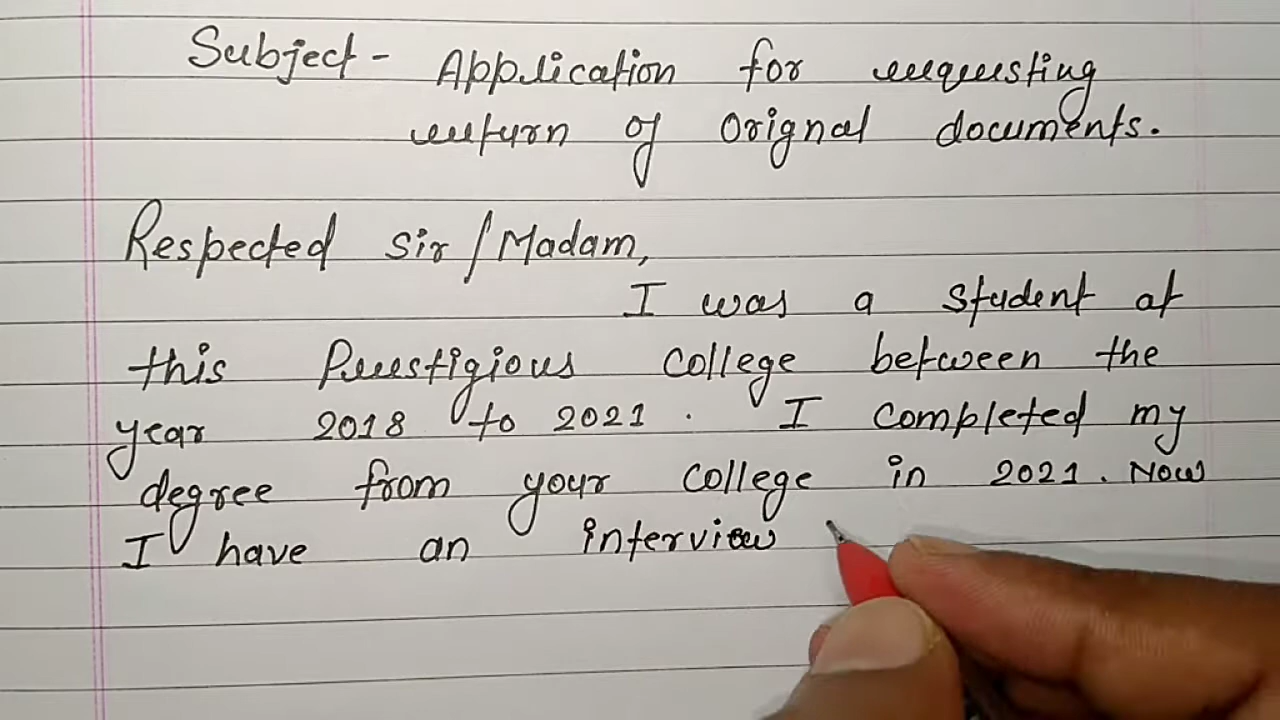 Subject - Application for requesting
return of Orignal documents.
Respected Sir/Madam,
I was a student at
this Prestigious College between the
year 2018 to 2021. I completed my
degree from your college in 2021. Now
I have an interview